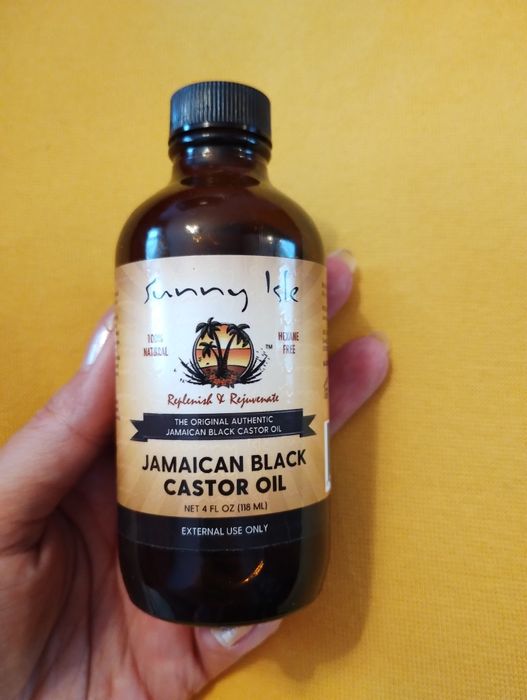 Sunny Isle
100%
NATURAL
HEXANE
FREE
TM
Replenish & Rejuvenate
THE ORIGINAL AUTHENTIC
JAMAICAN BLACK CASTOR OIL
JAMAICAN BLACK
CASTOR OIL
NET 4 FL OZ (118 ML)
EXTERNAL USE ONLY